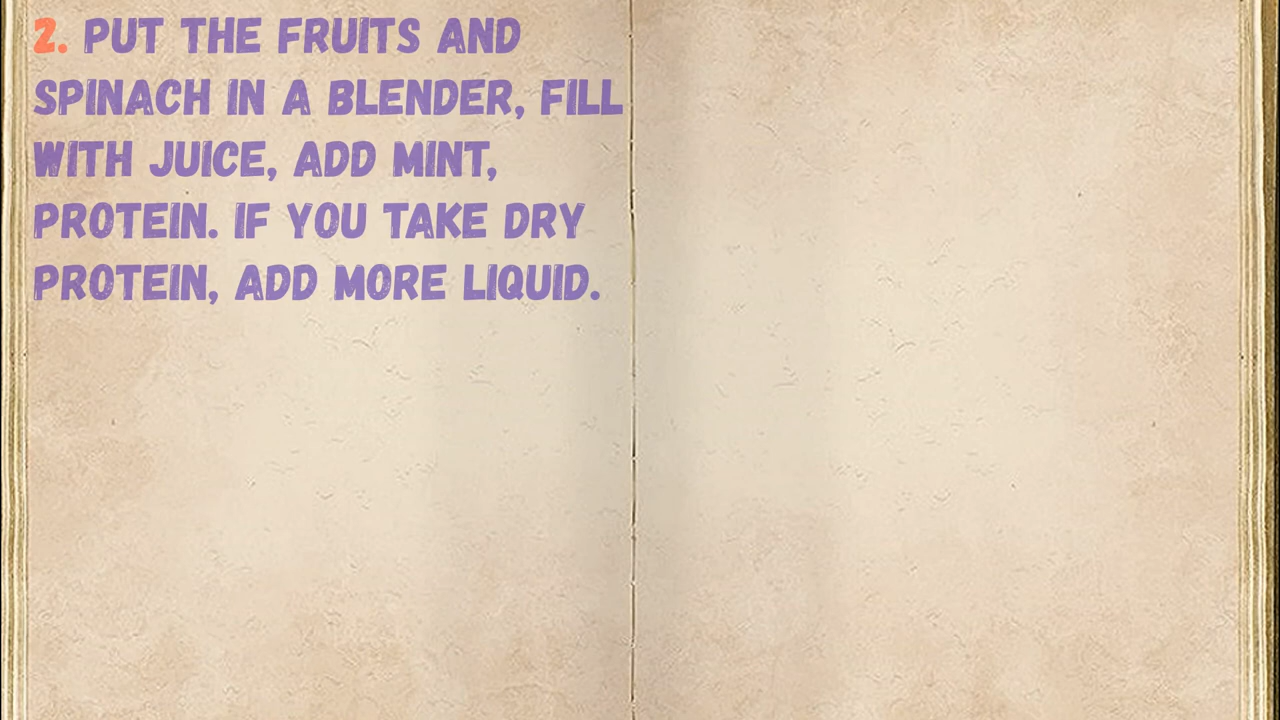 2. PUT THE FRUITS AND
SPINACH IN A BLENDER, FILL
WITH JUICE, ADD MINT,
PROTEIN. IF YOU TAKE DRY
PROTEIN, ADD MORE LIQUID.